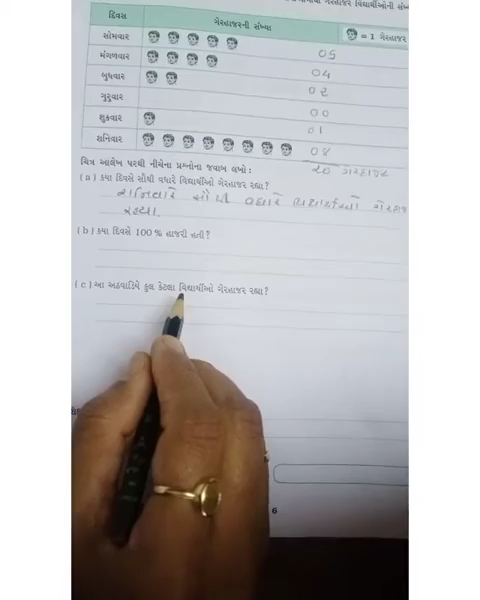 ગેરહાજર વિદ્યાર્થીઓની સંખ્
દિવસ ગેરહાજરની સંખ્યા = 1 ગેરહાજર
સોમવાર 05
મંગળવાર 04
બુધવાર 02
ગુરુવાર 00
શુક્રવાર 01
શનિવાર 08
ચિત્ર આલેખ પરથી નીચેના પ્રશ્નોના જવાબ લખો : 20 ગેરહાજર
(a) કયા દિવસે સૌથી વધારે વિદ્યાર્થીઓ ગેરહાજર રહ્યા?
શનિવારે સૌથી વધારે વિદ્યાર્થીઓ ગેરહાજ
રહ્યા.
(b) કયા દિવસે 100 % હાજરી હતી?
(c) આ અઠવાડિયે કુલ કેટલા વિદ્યાર્થીઓ ગેરહાજર રહ્યા?
6